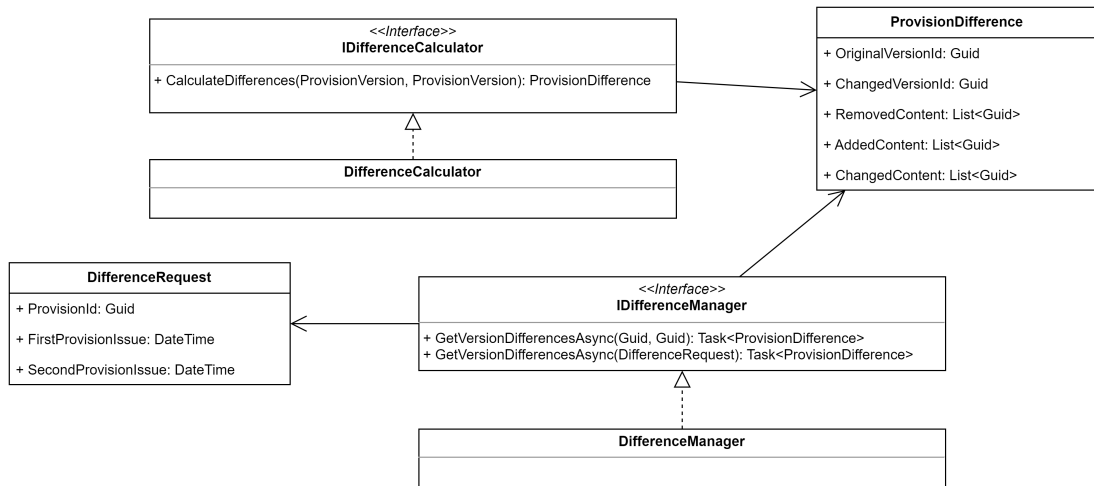 <<Interface>>
IDifferenceCalculator
+ CalculateDifferences(ProvisionVersion, ProvisionVersion): ProvisionDifference
DifferenceCalculator
ProvisionDifference
+ OriginalVersionId: Guid
+ ChangedVersionId: Guid
+ RemovedContent: List<Guid>
+ AddedContent: List<Guid>
+ ChangedContent: List<Guid>
DifferenceRequest
+ ProvisionId: Guid
+ FirstProvisionIssue: DateTime
+ SecondProvisionIssue: DateTime
<<Interface>>
IDifferenceManager
+ GetVersionDifferencesAsync(Guid, Guid): Task<ProvisionDifference>
+ GetVersionDifferencesAsync(DifferenceRequest): Task<ProvisionDifference>
DifferenceManager